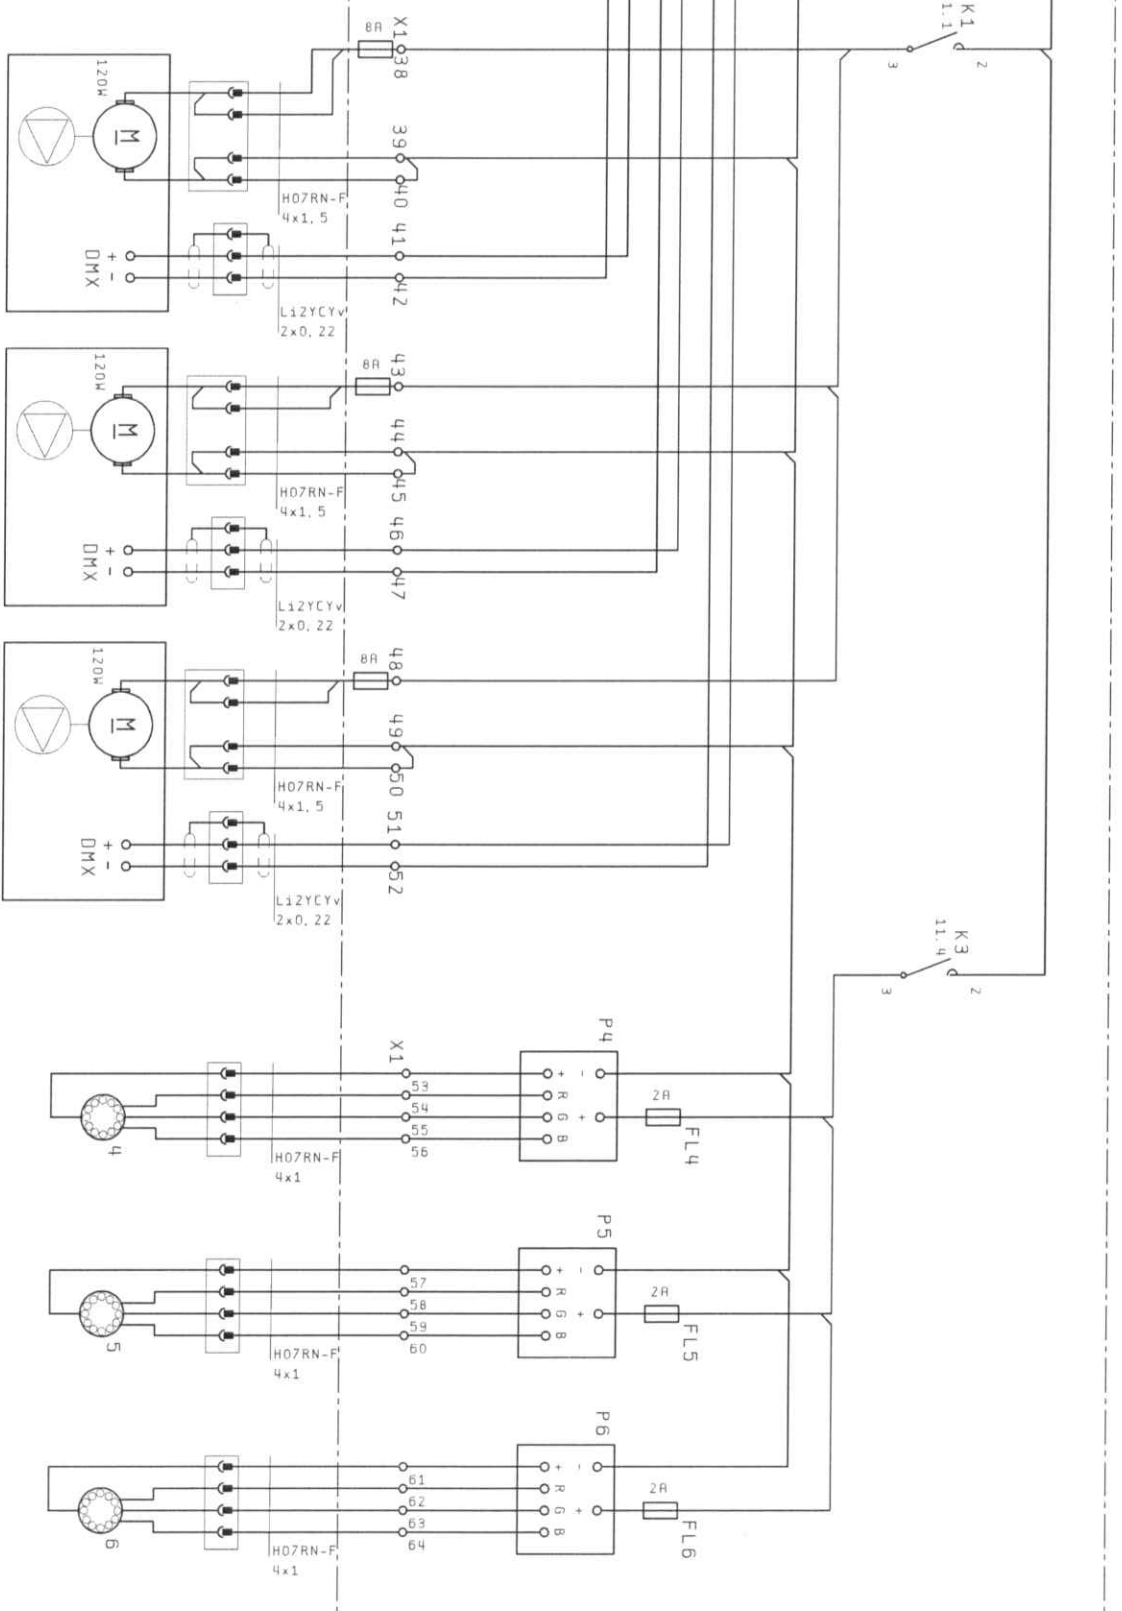 K1
1.1
3
2
8A
X1
38
120W
M
39
40
H07RN-F
4x1,5
41
42
DMX
+
-
Li2YCYv
2x0,22
8A
43
120W
M
44
45
H07RN-F
4x1,5
46
47
DMX
+
-
Li2YCYv
2x0,22
8A
48
120W
M
49
50
H07RN-F
4x1,5
51
52
DMX
+
-
Li2YCYv
2x0,22
K3
11.4
3
2
P4
X1
53
54
55
56
+ -
R
G +
B
2A
FL4
4
H07RN-F
4x1
P5
57
58
59
60
+ -
R
G +
B
2A
FL5
5
H07RN-F
4x1
P6
61
62
63
64
+ -
R
G +
B
2A
FL6
6
H07RN-F
4x1